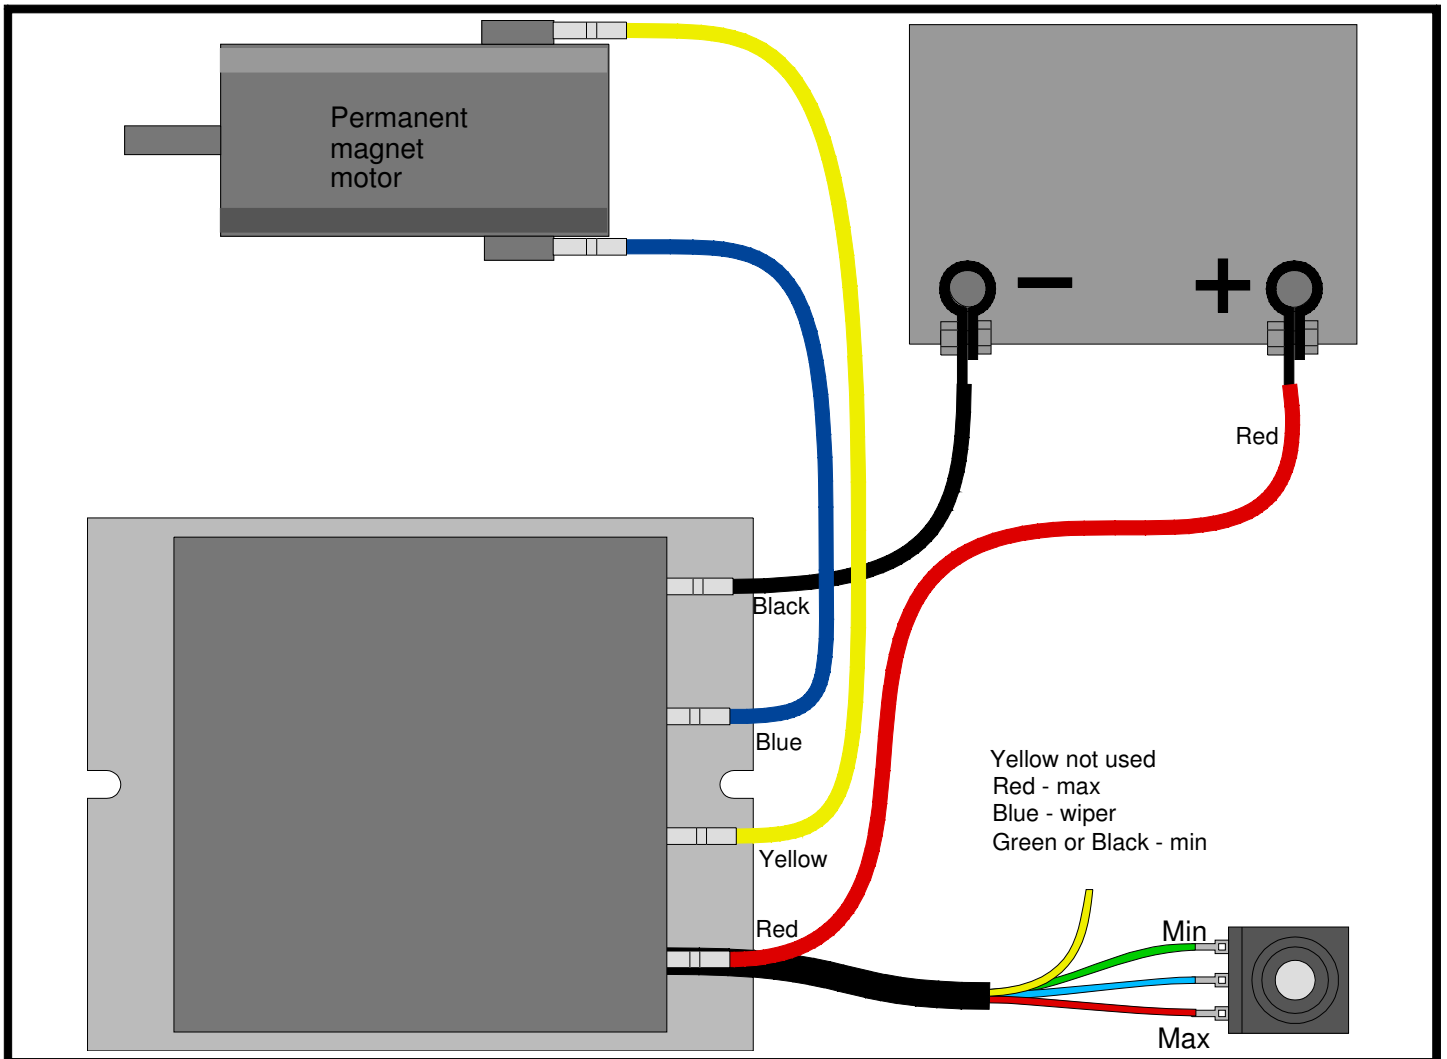 Permanent
magnet
motor
− +
Red
Black
Blue
Yellow
Red
Yellow not used
Red - max
Blue - wiper
Green or Black - min
Min
Max